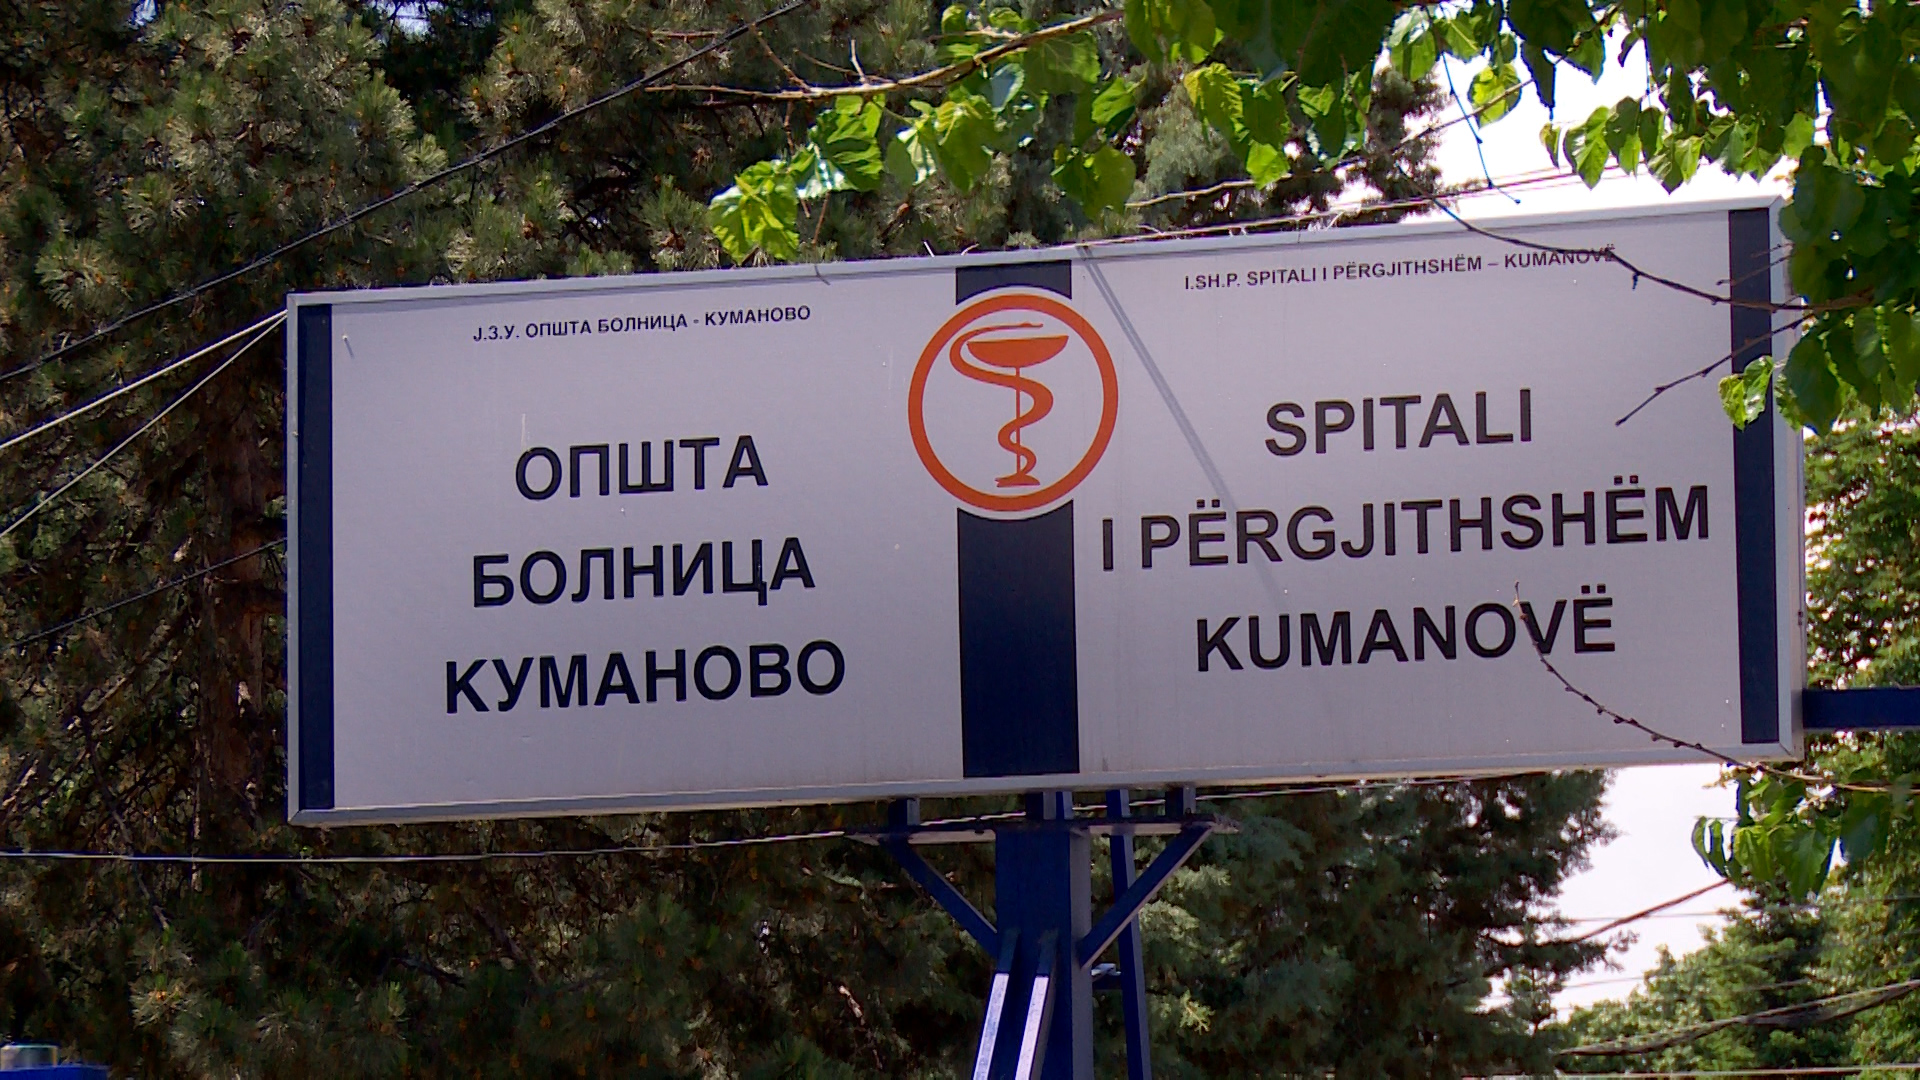 Ј.З.У. ОПШТА БОЛНИЦА - КУМАНОВО
ОПШТА
БОЛНИЦА
КУМАНОВО
I.SH.P. SPITALI I PËRGJITHSHËM – KUMANOVË
SPITALI
I PËRGJITHSHËM
KUMANOVË